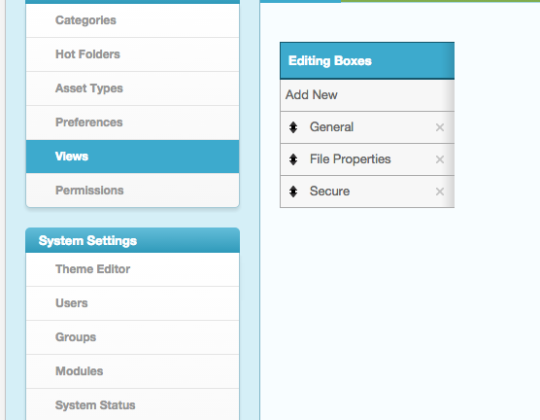 Categories
Hot Folders
Asset Types
Preferences
Views
Permissions
System Settings
Theme Editor
Users
Groups
Modules
System Status
Editing Boxes
Add New
General
File Properties
Secure